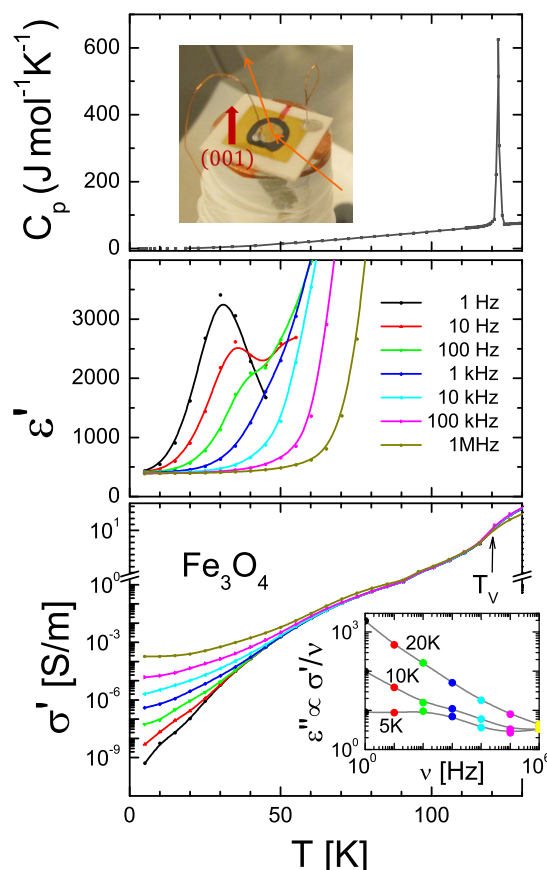 C_p (J mol⁻¹K⁻¹)
600
400
200
0
(001)
ε'
3000
2000
1000
0
1 Hz
10 Hz
100 Hz
1 kHz
10 kHz
100 kHz
1MHz
σ' [S/m]
10¹
10⁰
10⁻³
10⁻⁶
10⁻⁹
Fe₃O₄
T_V
ε''∝ σ'/ν
10³
10⁰
20K
10K
5K
10⁰
10⁶
ν [Hz]
0
50
100
T [K]